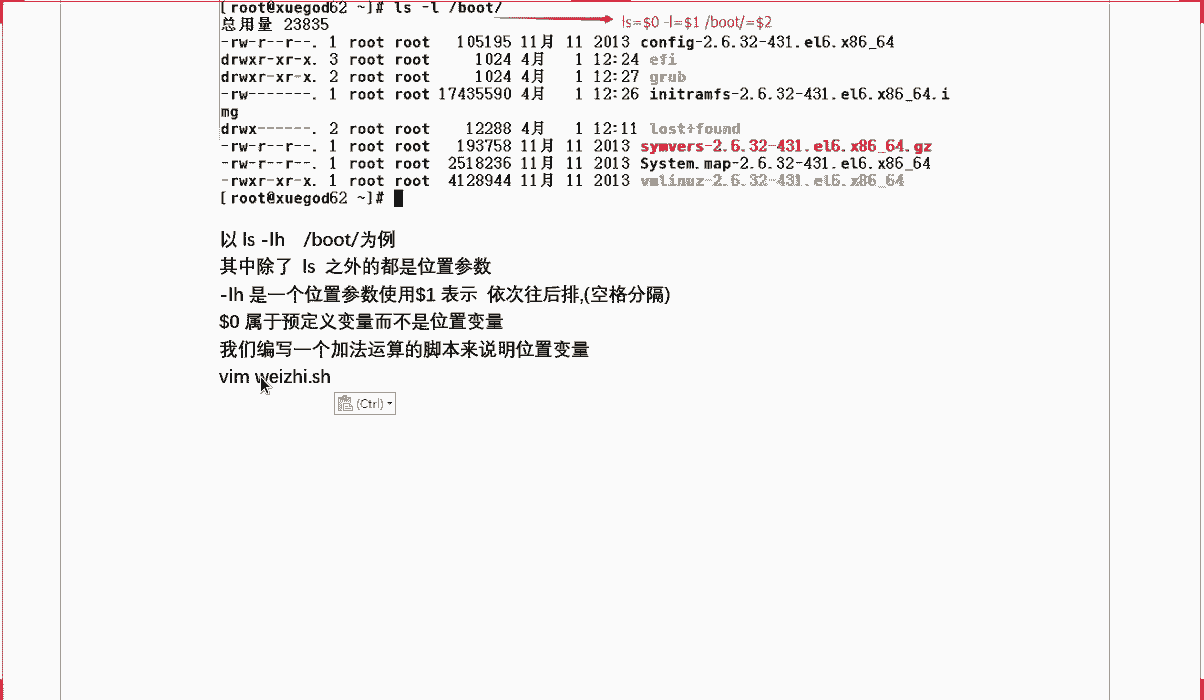 [root@xuegod62 ~]# ls -l /boot/
ls=$0 -l=$1 /boot/=$2
总用量 23835
-rw-r--r--. 1 root root 105195 11月 11 2013 config-2.6.32-431.el6.x86_64
drwxr-xr-x. 3 root root 1024 4月 1 12:24 efi
drwxr-xr-x. 2 root root 1024 4月 1 12:27 grub
-rw-------. 1 root root 17435590 4月 1 12:26 initramfs-2.6.32-431.el6.x86_64.i
mg
drwx------. 2 root root 12288 4月 1 12:11 lost+found
-rw-r--r--. 1 root root 193758 11月 11 2013 symvers-2.6.32-431.el6.x86_64.gz
-rw-r--r--. 1 root root 2518236 11月 11 2013 System.map-2.6.32-431.el6.x86_64
-rwxr-xr-x. 1 root root 4128944 11月 11 2013 vmlinuz-2.6.32-431.el6.x86_64
[root@xuegod62 ~]#
以 ls -lh /boot/为例
其中除了 ls 之外的都是位置参数
-lh 是一个位置参数使用$1 表示 依次往后排,(空格分隔)
$0 属于预定义变量而不是位置变量
我们编写一个加法运算的脚本来说明位置变量
vim weizhi.sh
(Ctrl)